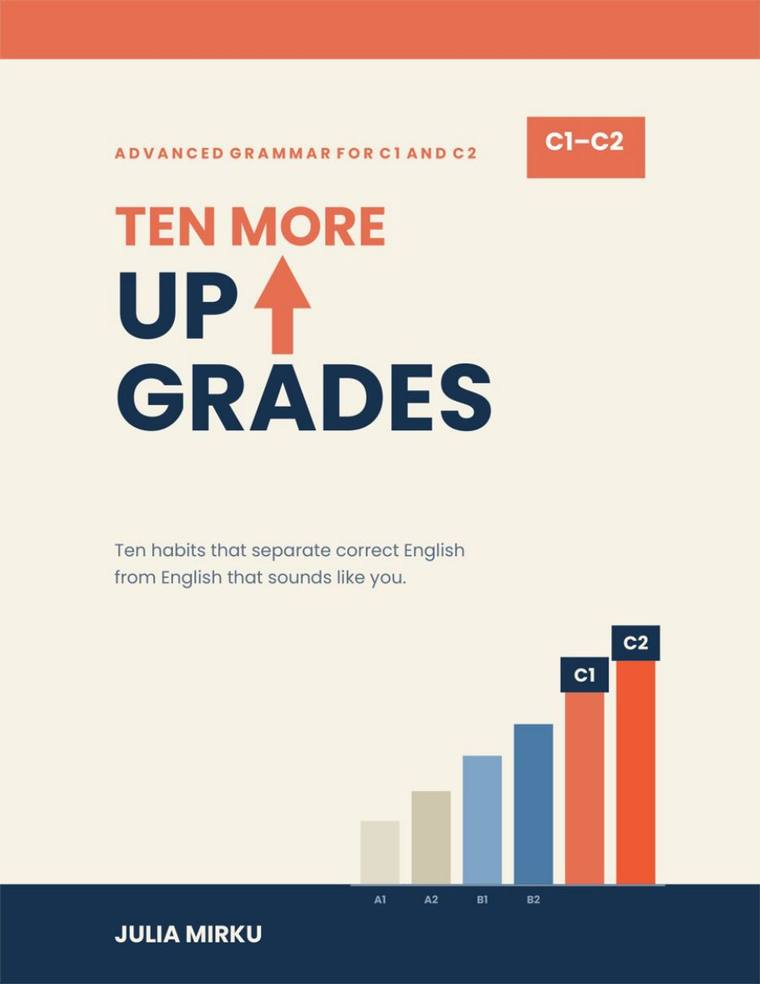 ADVANCED GRAMMAR FOR C1 AND C2
C1–C2
TEN MORE
UP
GRADES
Ten habits that separate correct English
from English that sounds like you.
C2
C1
A1 A2 B1 B2
JULIA MIRKU